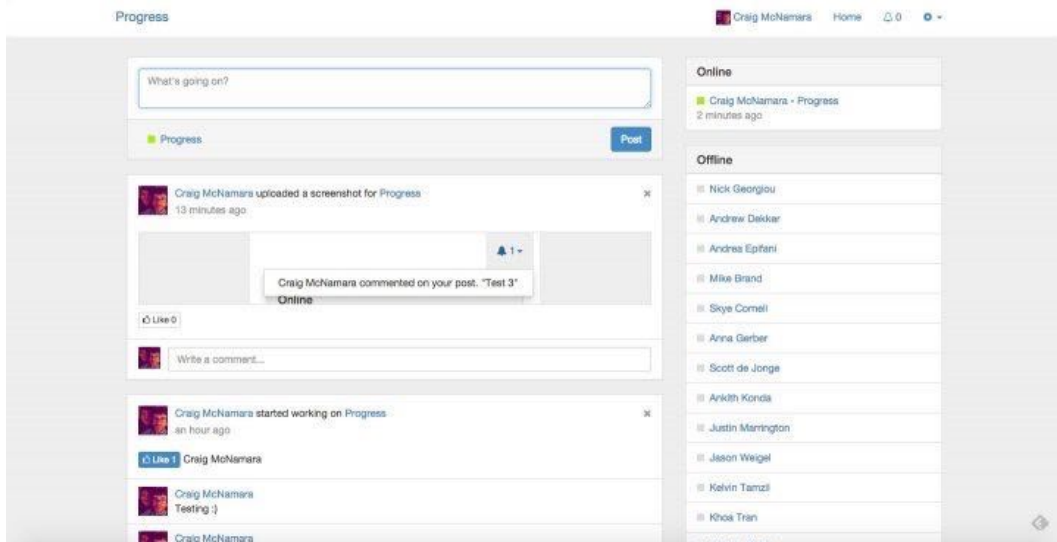 Progress
Craig McNamara Home 0
What's going on?
Progress
Post
Craig McNamara uploaded a screenshot for Progress
13 minutes ago
1
Craig McNamara commented on your post. "Test 3"
Online
Like 0
Write a comment...
Craig McNamara started working on Progress
an hour ago
Like 1 Craig McNamara
Craig McNamara
Testing :)
Craig McNamara
Online
Craig McNamara - Progress
2 minutes ago
Offline
Nick Georgiou
Andrew Dekker
Andrea Epifani
Mike Brand
Skye Cornell
Anna Gerber
Scott de Jonge
Ankith Konda
Justin Marrington
Jason Weigel
Kelvin Tamzil
Khoa Tran